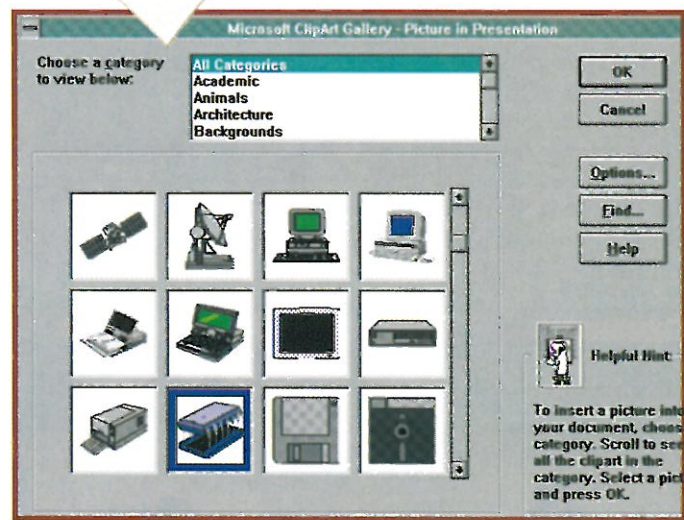 Microsoft ClipArt Gallery - Picture in Presentation
Choose a category
to view below:
All Categories
Academic
Animals
Architecture
Backgrounds
OK
Cancel
Options...
Find...
Help
Helpful Hint:
To insert a picture into
your document, choos
category. Scroll to see
all the clipart in the
category. Select a pict
and press OK.